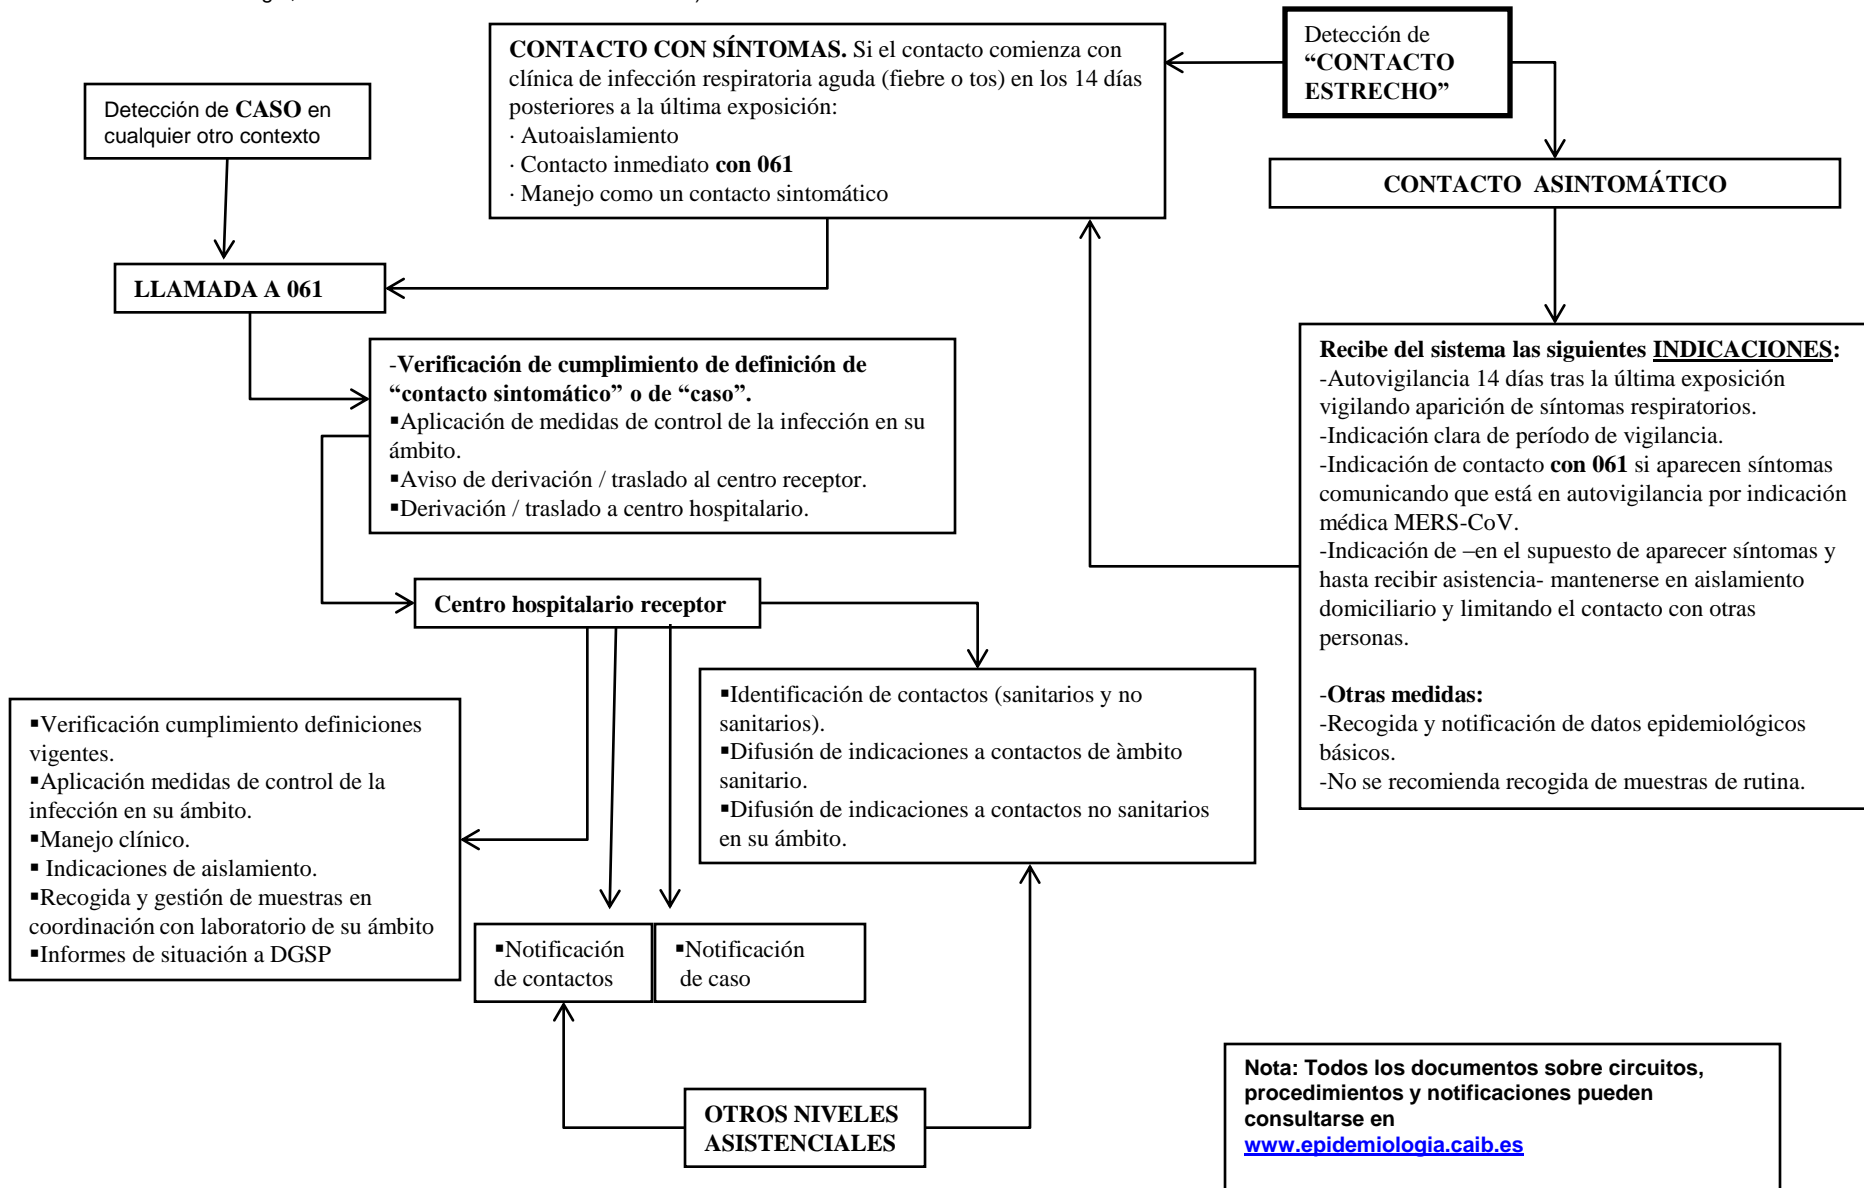 CONTACTO CON SÍNTOMAS. Si el contacto comienza con
clínica de infección respiratoria aguda (fiebre o tos) en los 14 días
posteriores a la última exposición:
· Autoaislamiento
· Contacto inmediato con 061
· Manejo como un contacto sintomático
Detección de
“CONTACTO
ESTRECHO”
Detección de CASO en
cualquier otro contexto
CONTACTO ASINTOMÁTICO
LLAMADA A 061
-Verificación de cumplimiento de definición de
“contacto sintomático” o de “caso”.
▪Aplicación de medidas de control de la infección en su
ámbito.
▪Aviso de derivación / traslado al centro receptor.
▪Derivación / traslado a centro hospitalario.
Recibe del sistema las siguientes INDICACIONES:
-Autovigilancia 14 días tras la última exposición
vigilando aparición de síntomas respiratorios.
-Indicación clara de período de vigilancia.
-Indicación de contacto con 061 si aparecen síntomas
comunicando que está en autovigilancia por indicación
médica MERS-CoV.
-Indicación de –en el supuesto de aparecer síntomas y
hasta recibir asistencia- mantenerse en aislamiento
domiciliario y limitando el contacto con otras
personas.
-Otras medidas:
-Recogida y notificación de datos epidemiológicos
básicos.
-No se recomienda recogida de muestras de rutina.
Centro hospitalario receptor
▪Verificación cumplimiento definiciones
vigentes.
▪Aplicación medidas de control de la
infección en su ámbito.
▪Manejo clínico.
▪ Indicaciones de aislamiento.
▪Recogida y gestión de muestras en
coordinación con laboratorio de su ámbito
▪Informes de situación a DGSP
▪Identificación de contactos (sanitarios y no
sanitarios).
▪Difusión de indicaciones a contactos de àmbito
sanitario.
▪Difusión de indicaciones a contactos no sanitarios
en su ámbito.
▪Notificación
de contactos
▪Notificación
de caso
OTROS NIVELES
ASISTENCIALES
Nota: Todos los documentos sobre circuitos,
procedimientos y notificaciones pueden
consultarse en
www.epidemiologia.caib.es